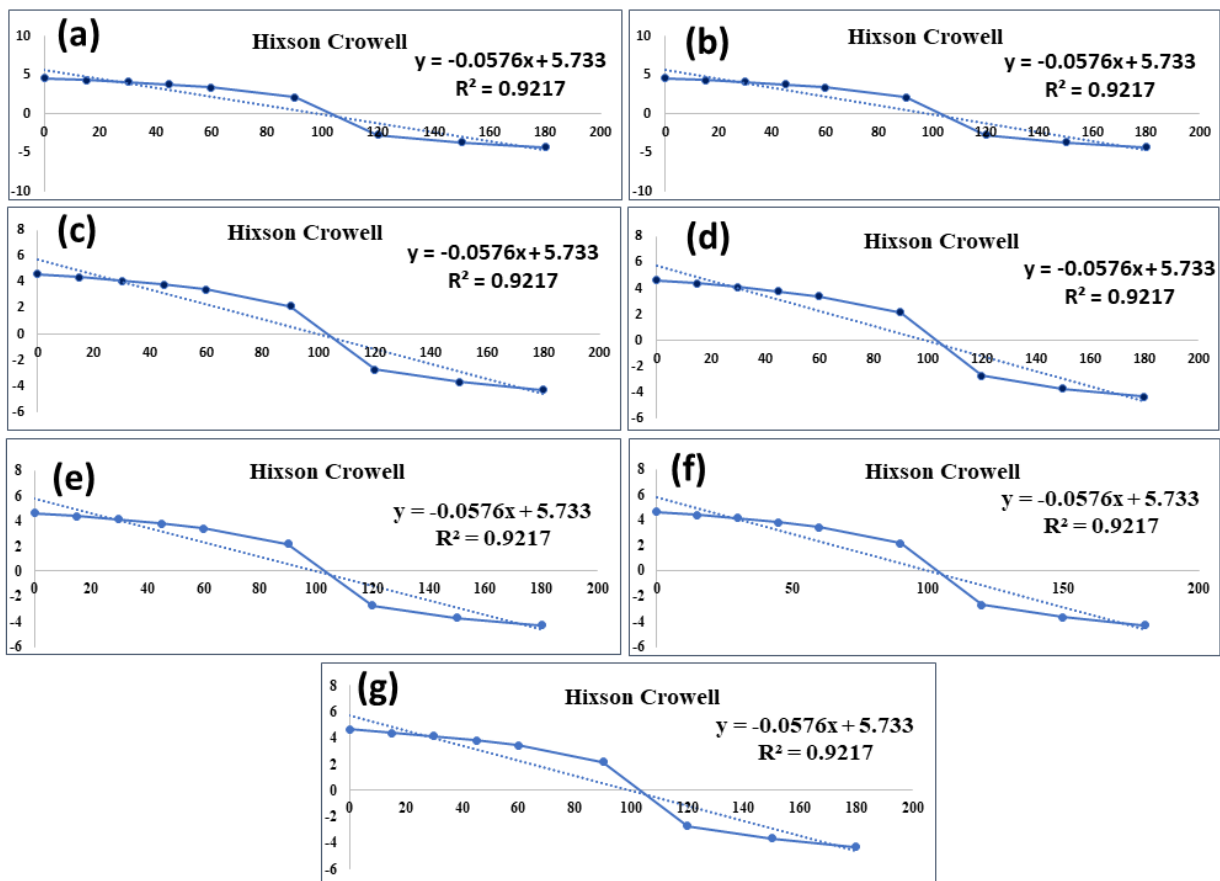 (a)
Hixson Crowell
y = -0.0576x + 5.733
R² = 0.9217
10
5
0
-5
-10
0 20 40 60 80 100 120 140 160 180 200
(b)
Hixson Crowell
y = -0.0576x + 5.733
R² = 0.9217
10
5
0
-5
-10
0 20 40 60 80 100 120 140 160 180 200
(c)
Hixson Crowell
y = -0.0576x + 5.733
R² = 0.9217
8
6
4
2
0
-2
-4
-6
0 20 40 60 80 100 120 140 160 180 200
(d)
Hixson Crowell
y = -0.0576x + 5.733
R² = 0.9217
8
6
4
2
0
-2
-4
-6
0 20 40 60 80 100 120 140 160 180 200
(e)
Hixson Crowell
y = -0.0576x + 5.733
R² = 0.9217
8
6
4
2
0
-2
-4
-6
0 20 40 60 80 100 120 140 160 180 200
(f)
Hixson Crowell
y = -0.0576x + 5.733
R² = 0.9217
8
6
4
2
0
-2
-4
-6
0 50 100 150 200
(g)
Hixson Crowell
y = -0.0576x + 5.733
R² = 0.9217
8
6
4
2
0
-2
-4
-6
0 20 40 60 80 100 120 140 160 180 200